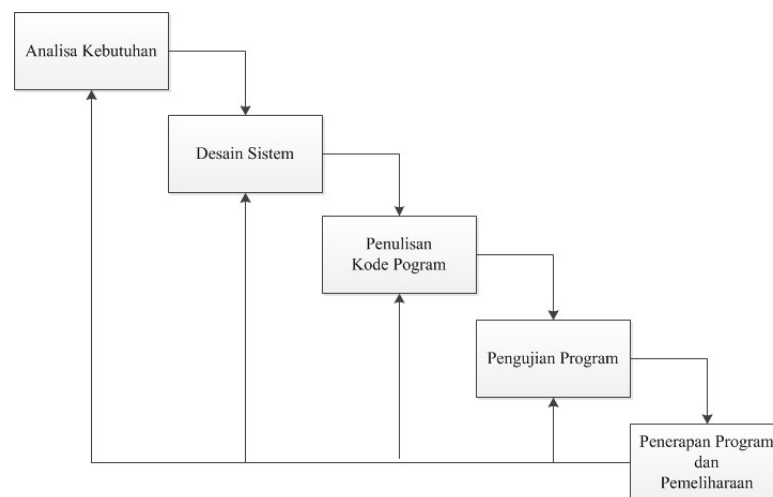 Analisa Kebutuhan
Desain Sistem
Penulisan
Kode Pogram
Pengujian Program
Penerapan Program
dan
Pemeliharaan